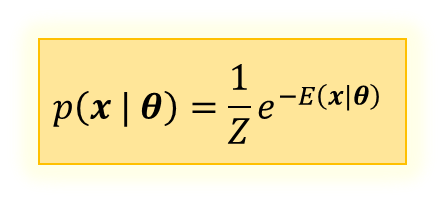 p(x | θ) = 1/Z e^−E(x|θ)